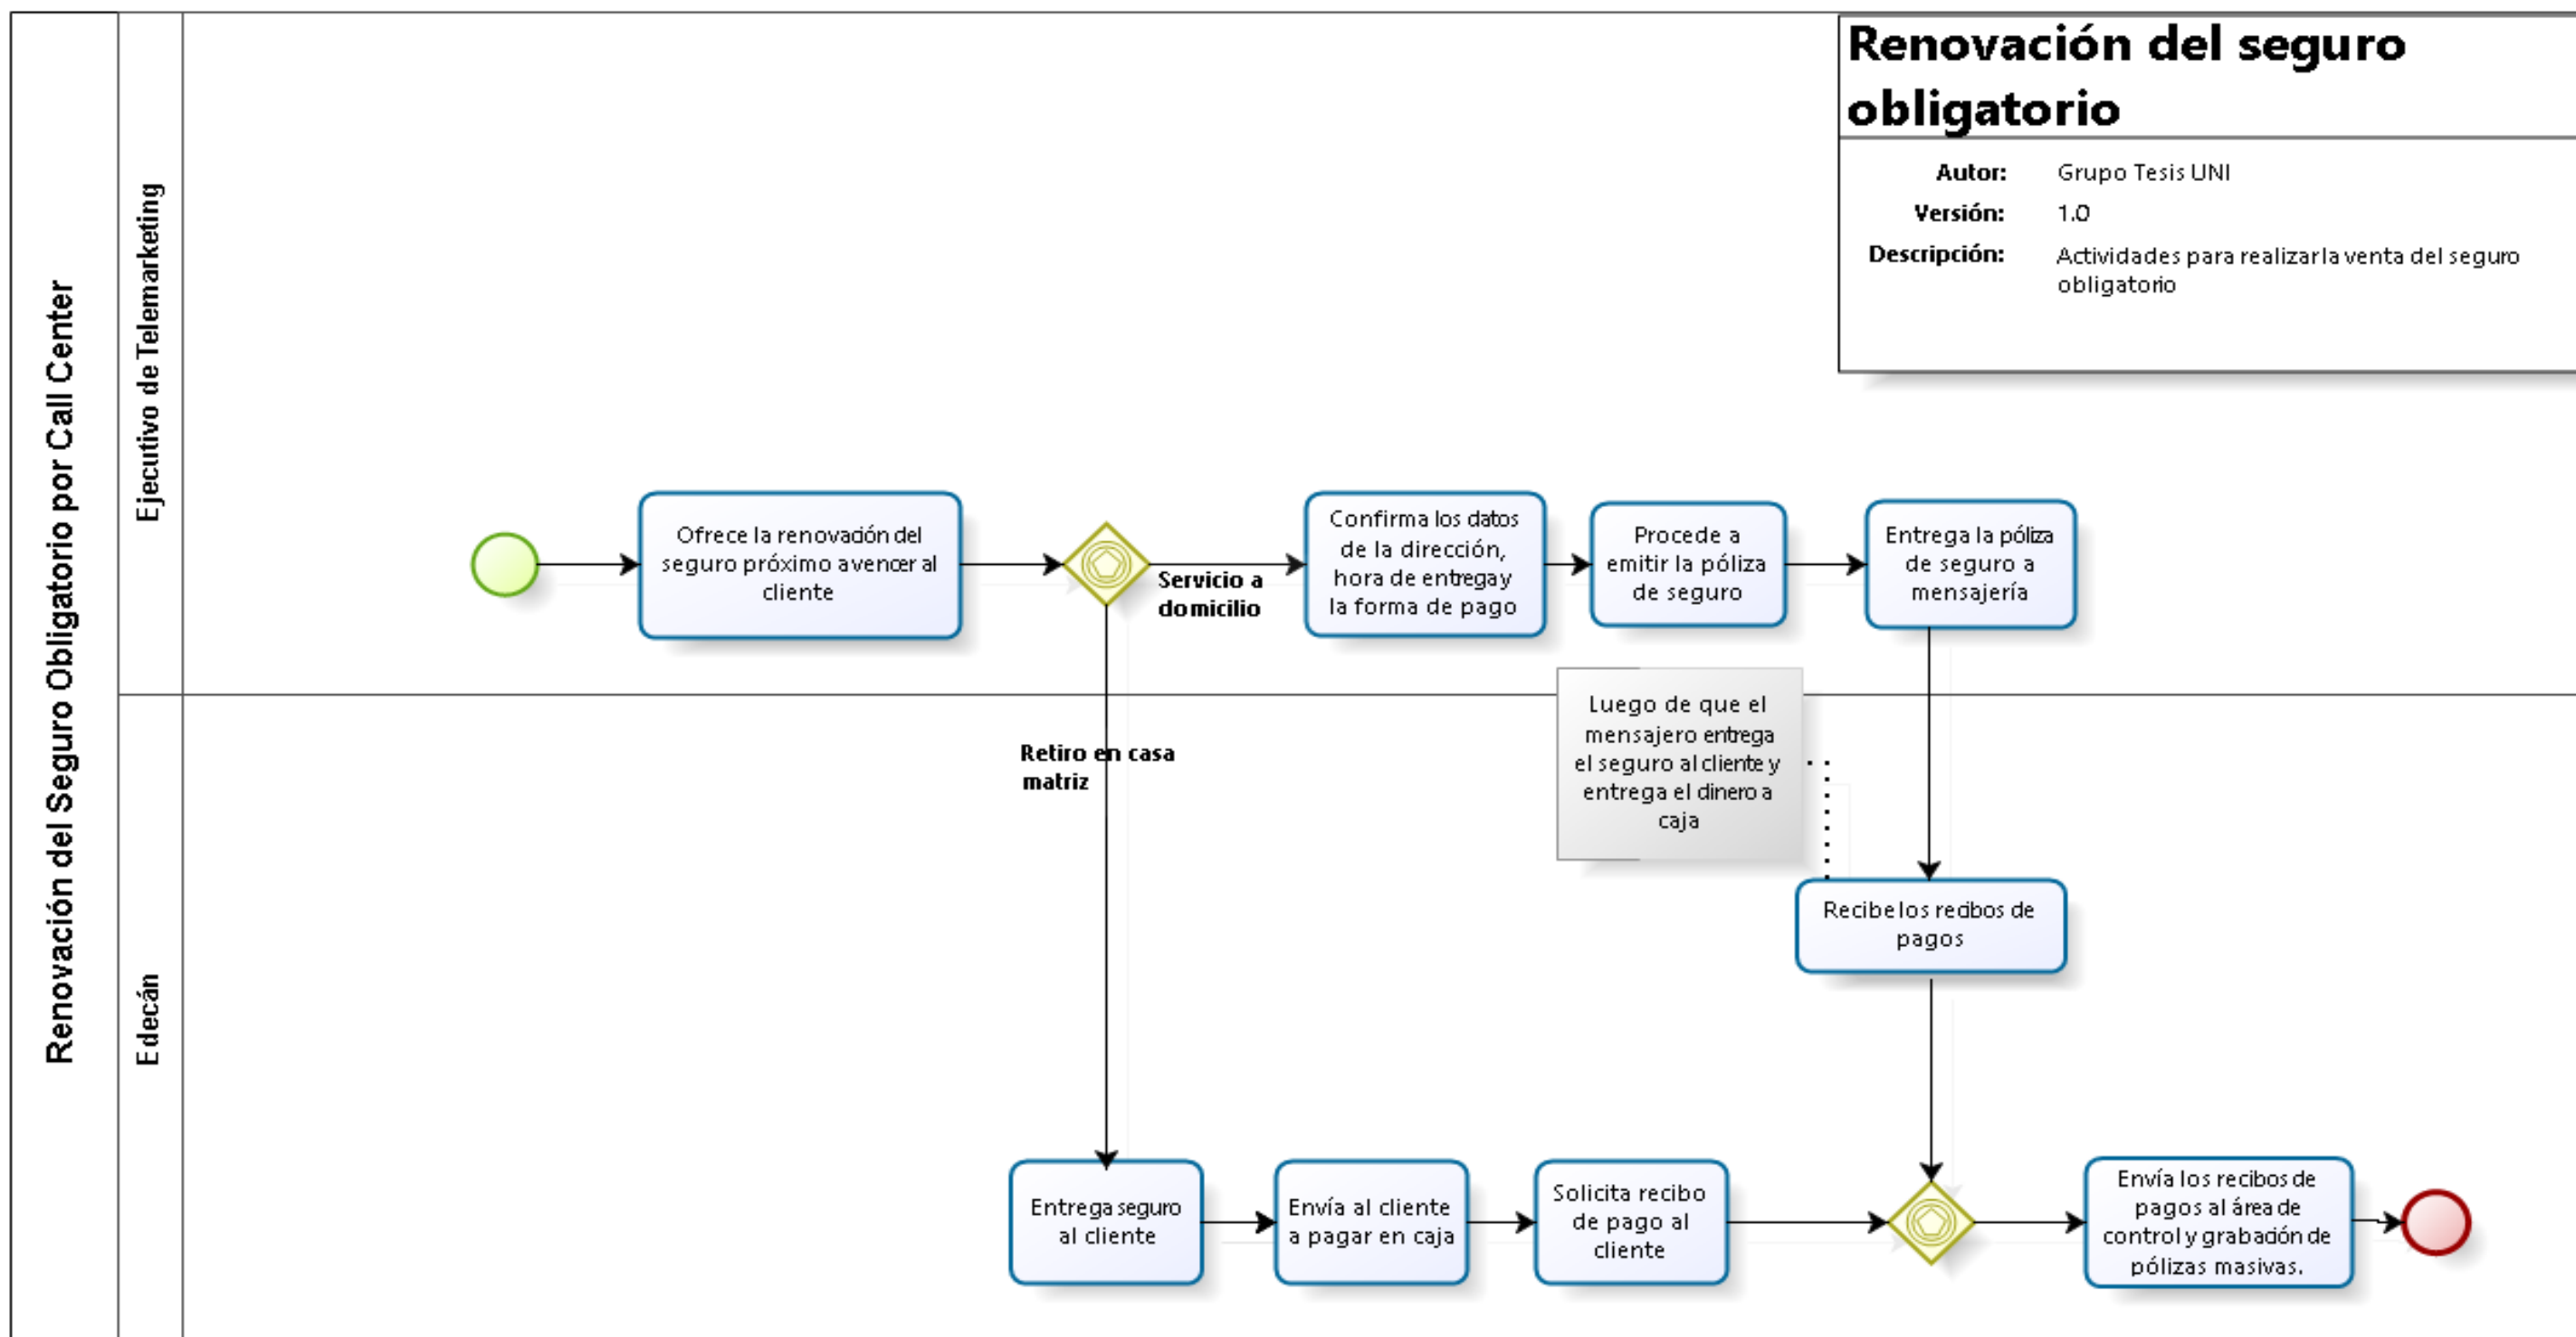 Renovación del seguro
obligatorio
Autor: Grupo Tesis UNI
Versión: 1.0
Descripción: Actividades para realizar la venta del seguro
obligatorio
Renovación del Seguro Obligatorio por Call Center
Ejecutivo de Telemarketing
Ofrece la renovación del
seguro próximo a vencer al
cliente
Servicio a
domicilio
Confirma los datos
de la dirección,
hora de entrega y
la forma de pago
Procede a
emitir la póliza
de seguro
Entrega la póliza
de seguro a
mensajería
Edecán
Retiro en casa
matriz
Luego de que el
mensajero entrega
el seguro al cliente y
entrega el dinero a
caja
Recibe los recibos de
pagos
Entrega seguro
al cliente
Envía al cliente
a pagar en caja
Solicita recibo
de pago al
cliente
Envía los recibos de
pagos al área de
control y grabación de
pólizas masivas.